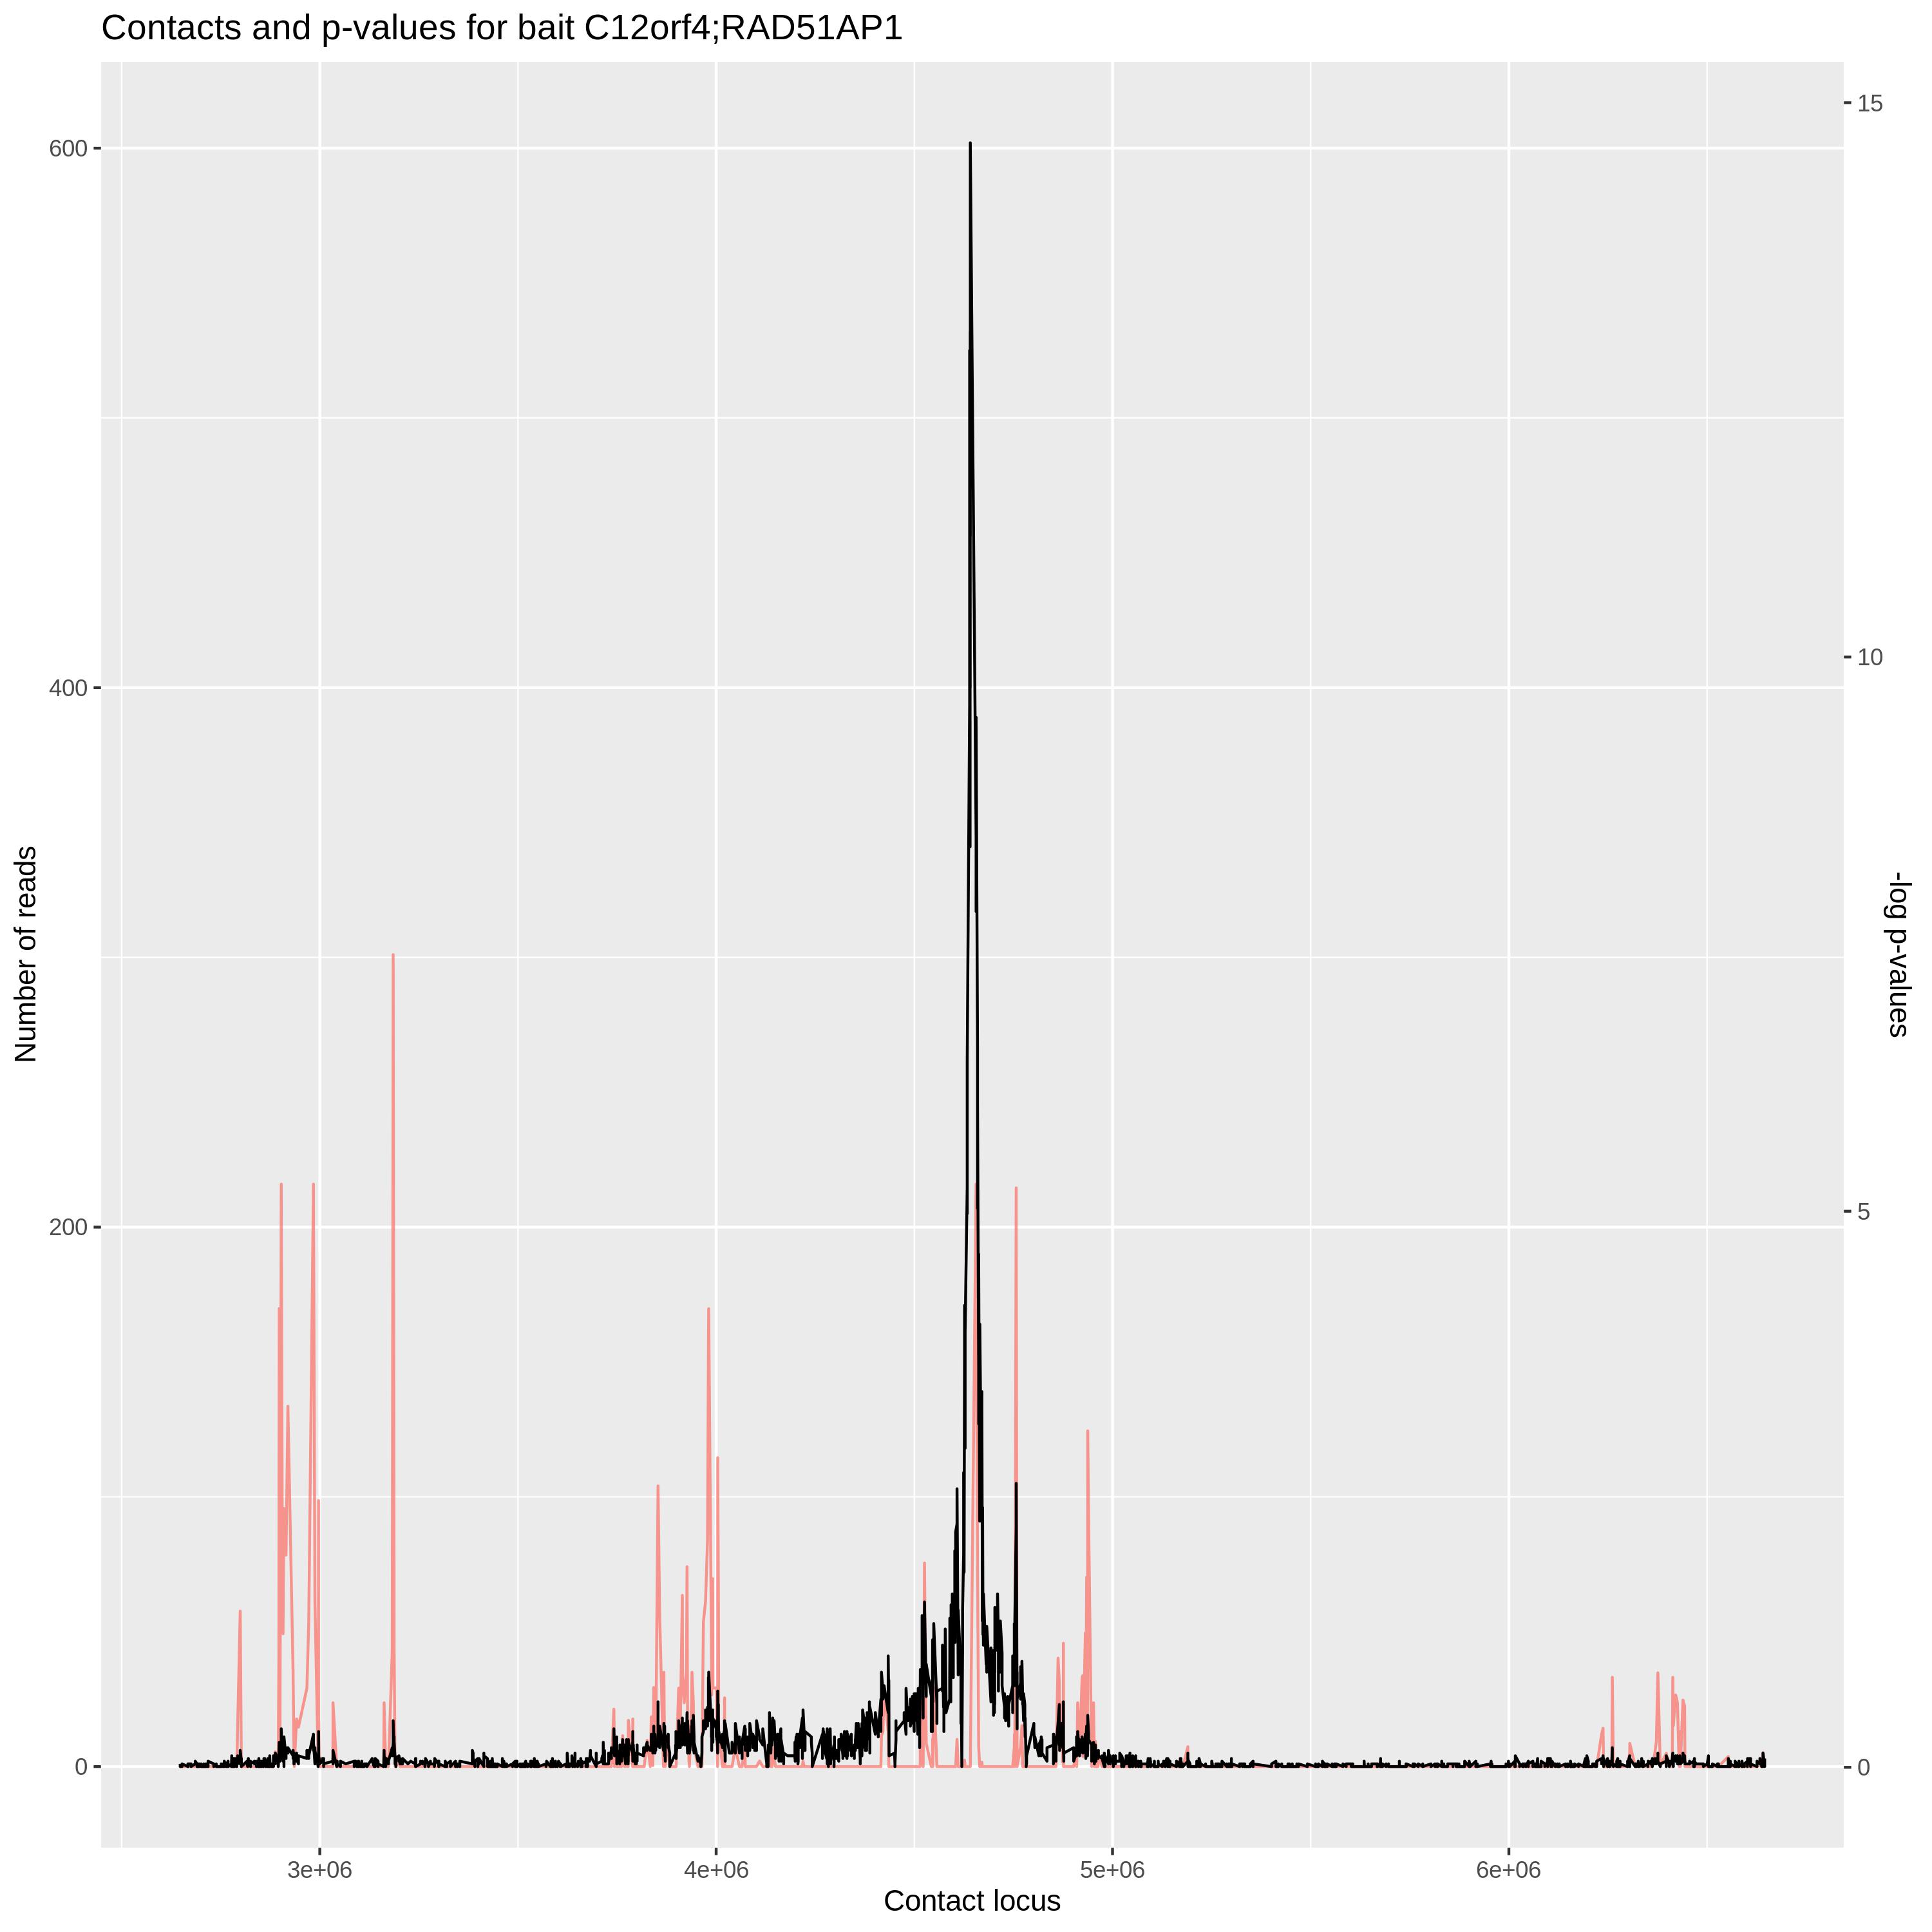 Contacts and p-values for bait C12orf4;RAD51AP1
600
400
200
0
Number of reads
15
10
5
0
-log p-values
3e+06
4e+06
5e+06
6e+06
Contact locus